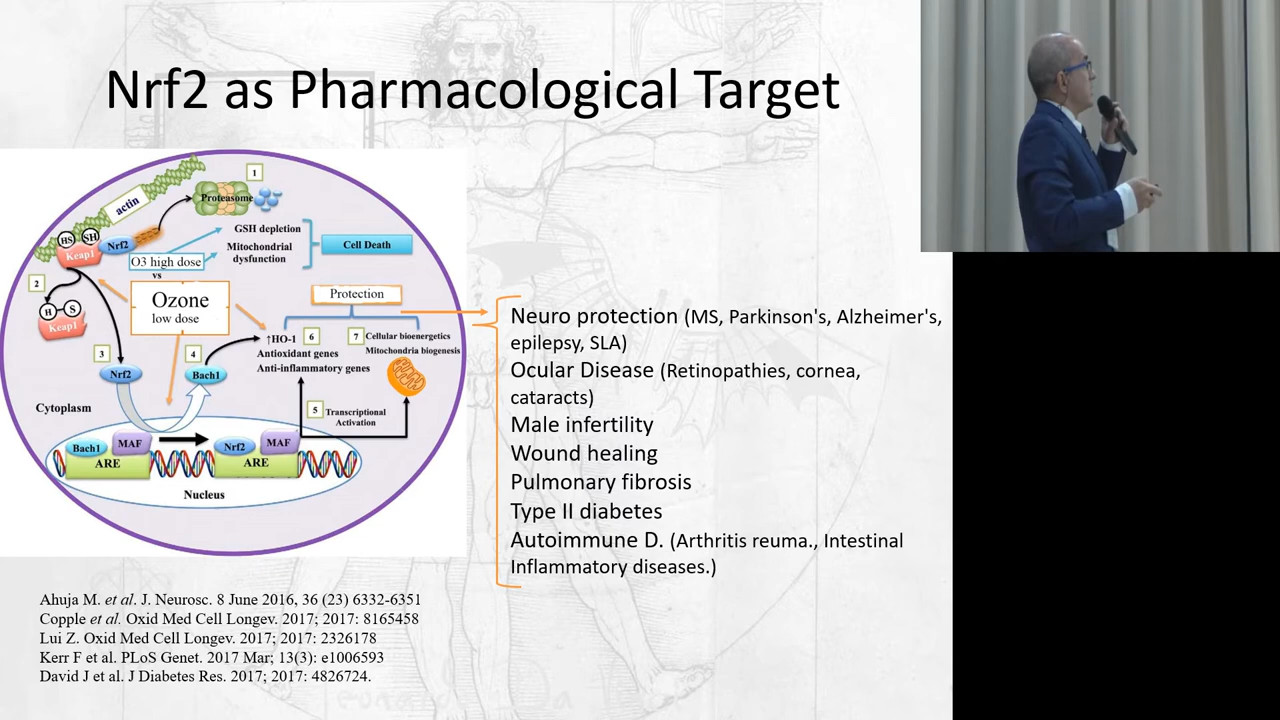 Nrf2 as Pharmacological Target
1
actin
Proteasome
HS
SH
Keap1
Nrf2
GSH depletion
Mitochondrial
dysfunction
Cell Death
O3 high dose
vs
2
Ozone
low dose
Protection
H
S
Keap1
↑HO-1
6
7
Cellular bioenergetics
Mitochondria biogenesis
Antioxidant genes
Anti-inflammatory genes
3
4
Nrf2
Bach1
Cytoplasm
5
Transcriptional
Activation
Bach1
MAF
ARE
Nrf2
MAF
ARE
Nucleus
Neuro protection (MS, Parkinson's, Alzheimer's,
epilepsy, SLA)
Ocular Disease (Retinopathies, cornea,
cataracts)
Male infertility
Wound healing
Pulmonary fibrosis
Type II diabetes
Autoimmune D. (Arthritis reuma., Intestinal
Inflammatory diseases.)
Ahuja M. et al. J. Neurosc. 8 June 2016, 36 (23) 6332-6351
Copple et al. Oxid Med Cell Longev. 2017; 2017: 8165458
Lui Z. Oxid Med Cell Longev. 2017; 2017: 2326178
Kerr F et al. PLoS Genet. 2017 Mar; 13(3): e1006593
David J et al. J Diabetes Res. 2017; 2017: 4826724.